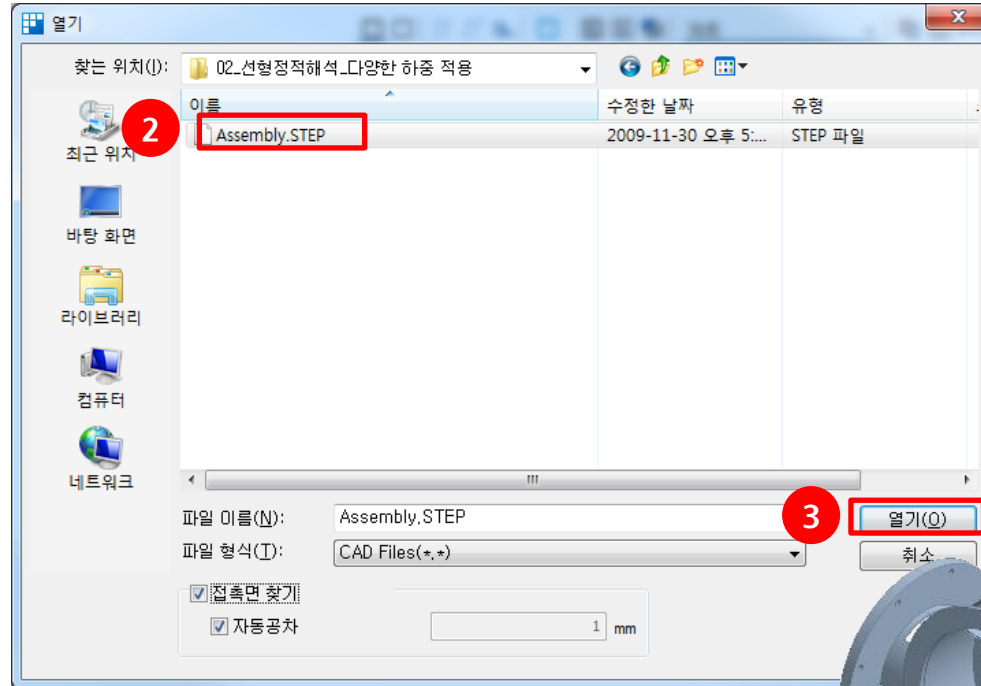 열기
찾는 위치(I):
02_선형정적해석_다양한 하중 적용
이름
수정한 날짜
유형
2
Assembly.STEP
2009-11-30 오후 5:...
STEP 파일
최근 위치
바탕 화면
라이브러리
컴퓨터
네트워크
파일 이름(N):
Assembly,STEP
3
열기(O)
파일 형식(T):
CAD Files(*,*)
취소
접촉면 찾기
자동공차
1 mm